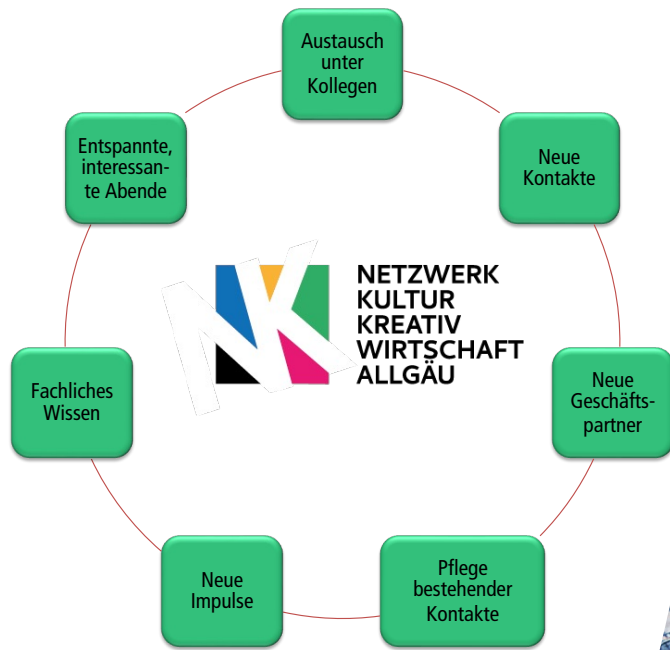 Austausch
unter
Kollegen
Neue
Kontakte
Neue
Geschäfts-
partner
Pflege
bestehender
Kontakte
Neue
Impulse
Fachliches
Wissen
Entspannte,
interessan-
te Abende
NK
NETZWERK
KULTUR
KREATIV
WIRTSCHAFT
ALLGÄU